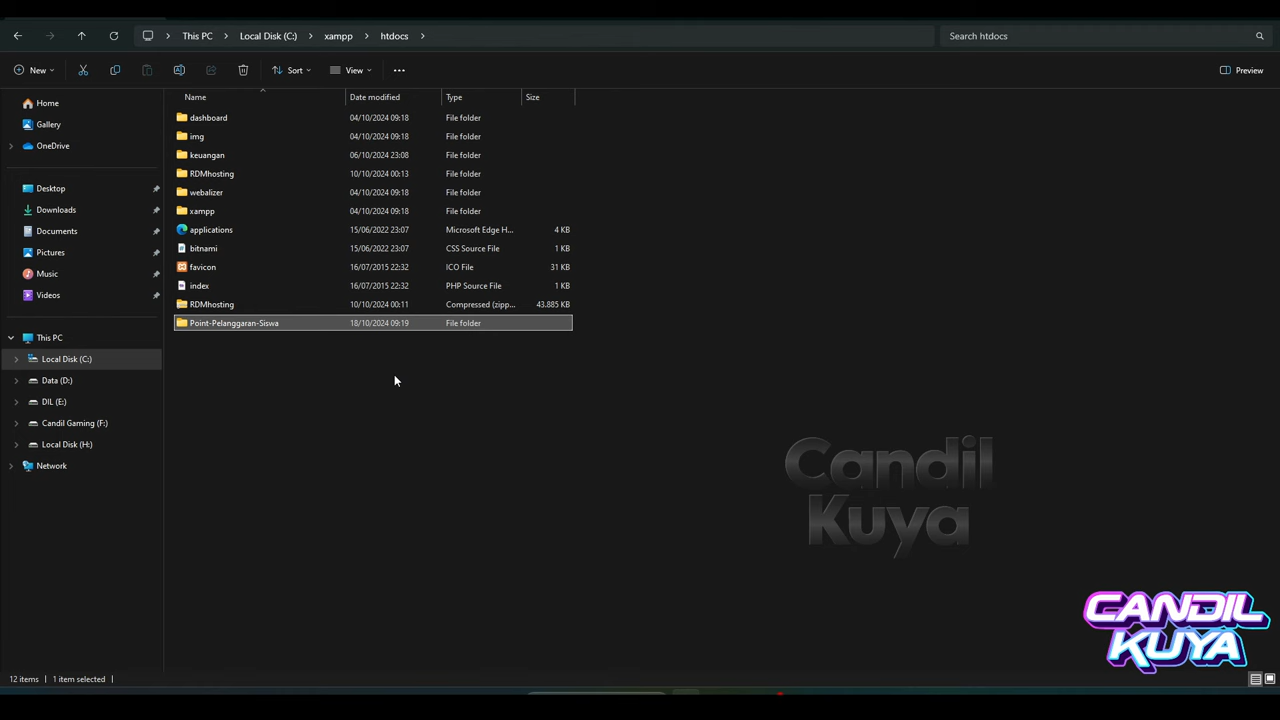 This PC > Local Disk (C:) > xampp > htdocs >
Search htdocs
New
Sort
View
Preview
Home
Gallery
OneDrive
Desktop
Downloads
Documents
Pictures
Music
Videos
This PC
Local Disk (C:)
Data (D:)
DIL (E:)
Candil Gaming (F:)
Local Disk (H:)
Network
Name Date modified Type Size
dashboard 04/10/2024 09:18 File folder
img 04/10/2024 09:18 File folder
keuangan 06/10/2024 23:08 File folder
RDMhosting 10/10/2024 00:13 File folder
webalizer 04/10/2024 09:18 File folder
xampp 04/10/2024 09:18 File folder
applications 15/06/2022 23:07 Microsoft Edge H... 4 KB
bitnami 15/06/2022 23:07 CSS Source File 1 KB
favicon 16/07/2015 22:32 ICO File 31 KB
index 16/07/2015 22:32 PHP Source File 1 KB
RDMhosting 10/10/2024 00:11 Compressed (zipp... 43.885 KB
Point-Pelanggaran-Siswa 18/10/2024 09:19 File folder
Candil
Kuya
CANDIL
KUYA
12 items 1 item selected